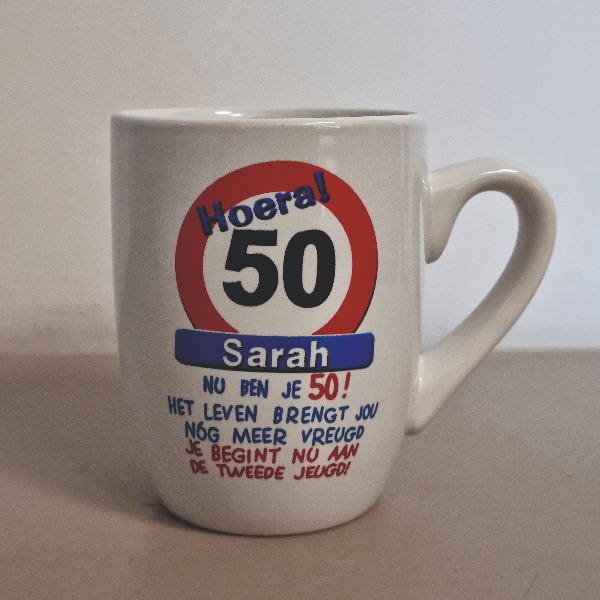 Hoera!
50
Sarah
NU BEN JE 50!
HET LEVEN BRENGT JOU
NÓG MEER VREUGD
JE BEGINT NU AAN
DE TWEEDE JEUGD!